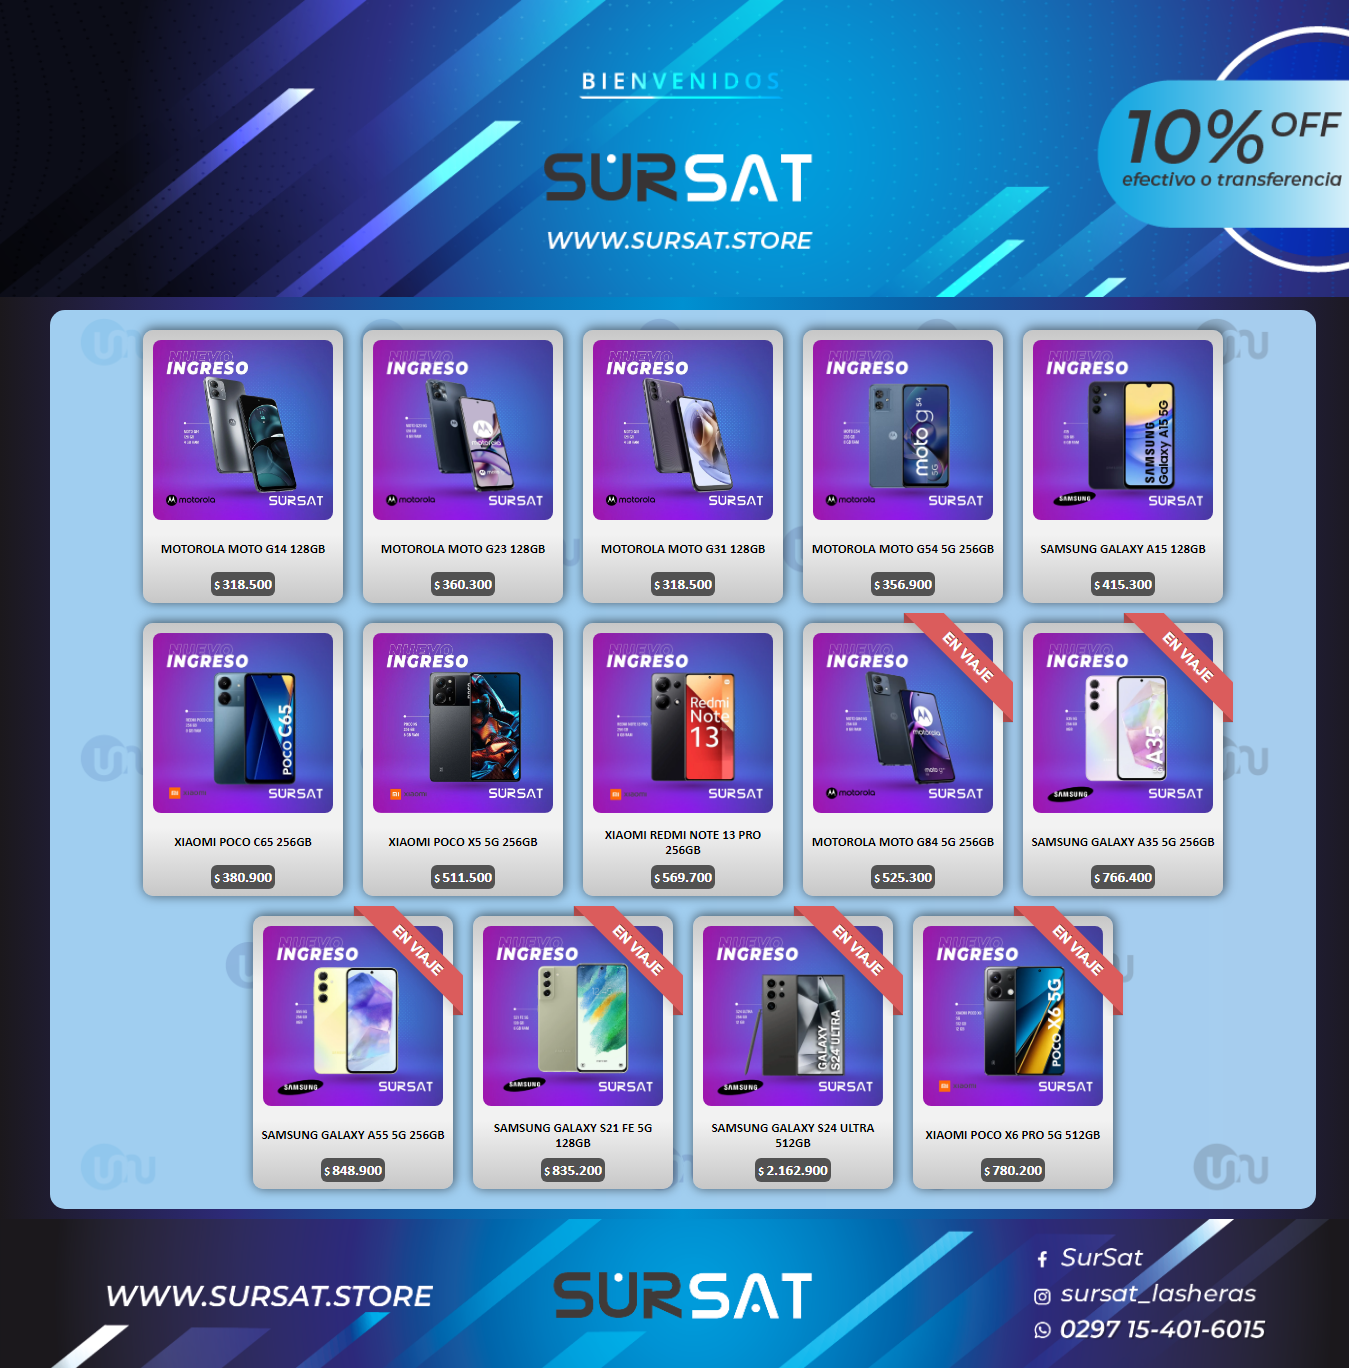 BIENVENIDOS
SURSAT
WWW.SURSAT.STORE
10% OFF
efectivo o transferencia
NUEVO
INGRESO
motorola
SURSAT
MOTOROLA MOTO G14 128GB
$ 318.500
NUEVO
INGRESO
motorola
SURSAT
MOTOROLA MOTO G23 128GB
$ 360.300
NUEVO
INGRESO
motorola
SURSAT
MOTOROLA MOTO G31 128GB
$ 318.500
NUEVO
INGRESO
moto g 54
5G
motorola
SURSAT
MOTOROLA MOTO G54 5G 256GB
$ 356.900
NUEVO
INGRESO
SAMSUNG
Galaxy A15 5G
SAMSUNG
SURSAT
SAMSUNG GALAXY A15 128GB
$ 415.300
NUEVO
INGRESO
POCO C65
SURSAT
XIAOMI POCO C65 256GB
$ 380.900
NUEVO
INGRESO
SURSAT
XIAOMI POCO X5 5G 256GB
$ 511.500
NUEVO
INGRESO
Redmi
Note
13
SURSAT
XIAOMI REDMI NOTE 13 PRO
256GB
$ 569.700
NUEVO
INGRESO
EN VIAJE
motorola
motorola
SURSAT
MOTOROLA MOTO G84 5G 256GB
$ 525.300
NUEVO
INGRESO
EN VIAJE
A35
5G
SAMSUNG
SURSAT
SAMSUNG GALAXY A35 5G 256GB
$ 766.400
NUEVO
INGRESO
EN VIAJE
SAMSUNG
SURSAT
SAMSUNG GALAXY A55 5G 256GB
$ 848.900
NUEVO
INGRESO
EN VIAJE
SAMSUNG
SURSAT
SAMSUNG GALAXY S21 FE 5G
128GB
$ 835.200
NUEVO
INGRESO
EN VIAJE
GALAXY
S24 ULTRA
SAMSUNG
SURSAT
SAMSUNG GALAXY S24 ULTRA
512GB
$ 2.162.900
NUEVO
INGRESO
EN VIAJE
POCO X6 5G
SURSAT
XIAOMI POCO X6 PRO 5G 512GB
$ 780.200
WWW.SURSAT.STORE
SURSAT
SurSat
sursat_lasheras
0297 15-401-6015